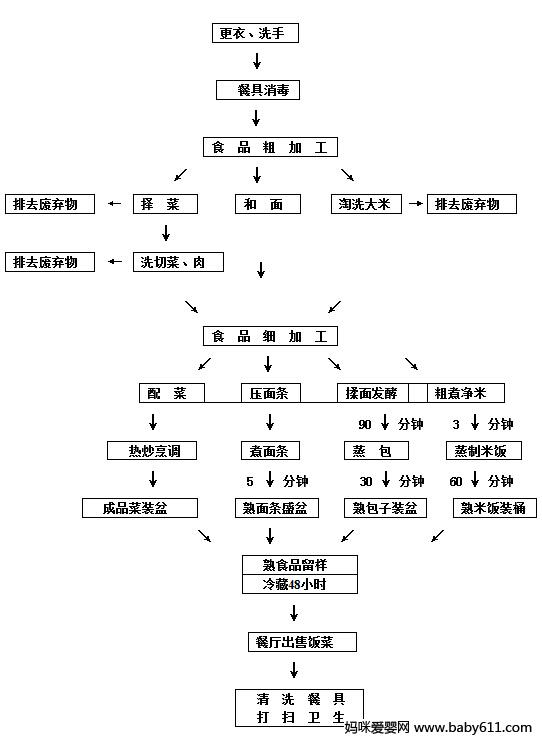 更衣、洗手
餐具消毒
食 品 粗 加 工
排去废弃物 择 菜 和 面 淘洗大米 排去废弃物
排去废弃物 洗切菜、肉
食 品 细 加 工
配 菜 压面条 揉面发酵 粗煮净米
90 分钟 3 分钟
热炒烹调 煮面条 蒸 包 蒸制米饭
5 分钟 30 分钟 60 分钟
成品菜装盆 熟面条盛盆 熟包子装盆 熟米饭装桶
熟食品留样
冷藏48小时
餐厅出售饭菜
清 洗 餐 具
打 扫 卫 生
妈咪爱婴网 www.baby611.com